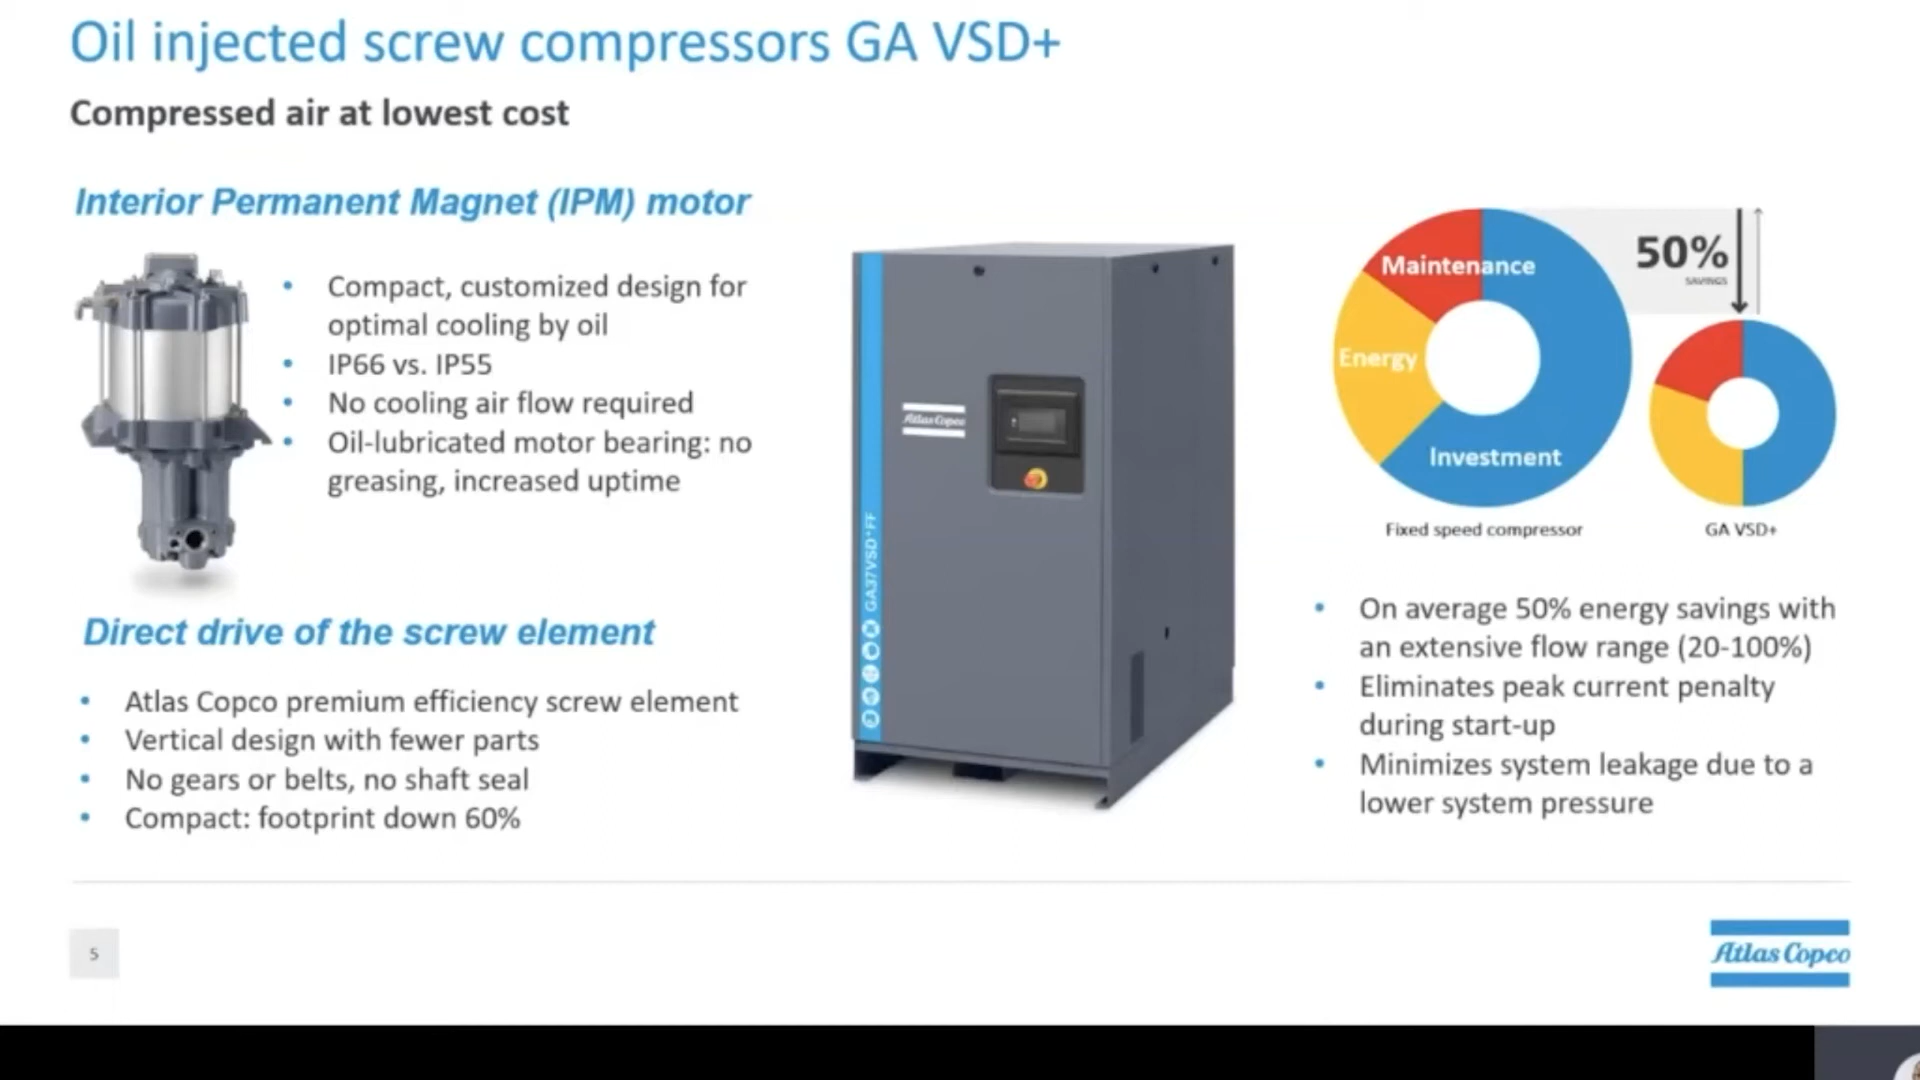 Oil injected screw compressors GA VSD+
Compressed air at lowest cost
Interior Permanent Magnet (IPM) motor
Compact, customized design for
optimal cooling by oil
IP66 vs. IP55
No cooling air flow required
Oil-lubricated motor bearing: no
greasing, increased uptime
Direct drive of the screw element
Atlas Copco premium efficiency screw element
Vertical design with fewer parts
No gears or belts, no shaft seal
Compact: footprint down 60%
Atlas Copco
GA37VSD+FF
Maintenance
Energy
Investment
50%
SAVINGS
Fixed speed compressor
GA VSD+
On average 50% energy savings with
an extensive flow range (20-100%)
Eliminates peak current penalty
during start-up
Minimizes system leakage due to a
lower system pressure
5
Atlas Copco